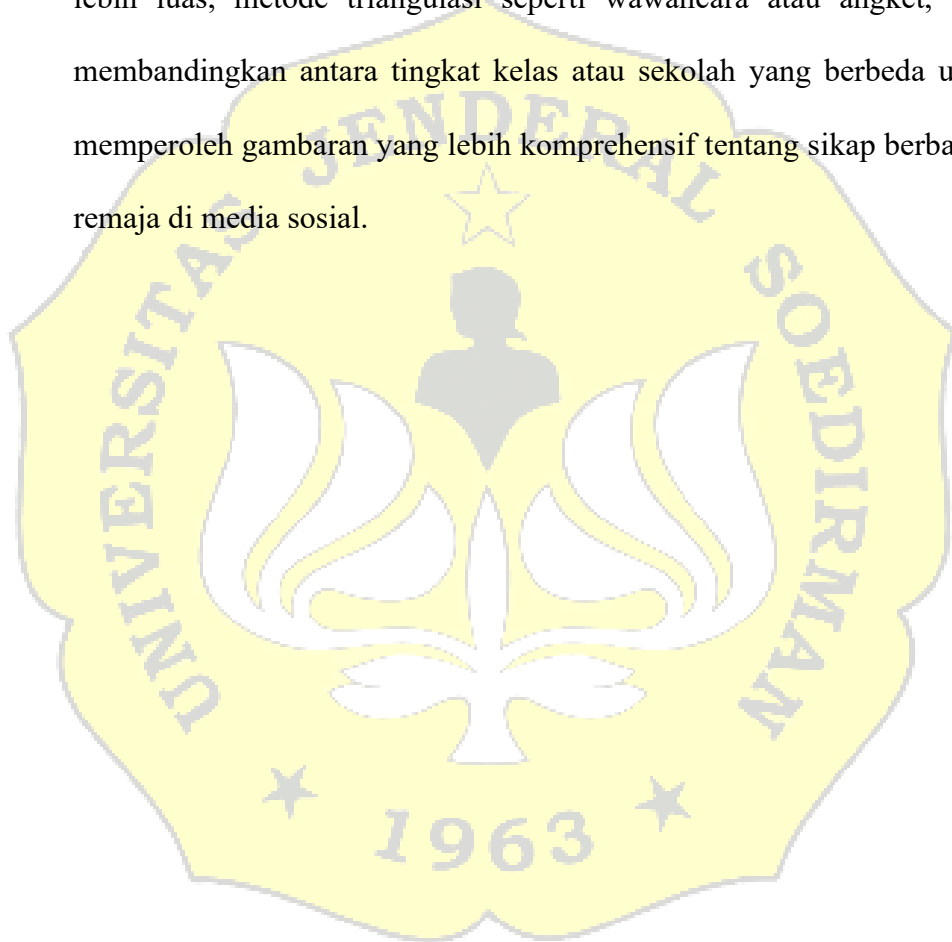 lebih luas, metode triangulasi seperti wawancara atau angket,
membandingkan antara tingkat kelas atau sekolah yang berbeda
memperoleh gambaran yang lebih komprehensif tentang sikap
remaja di media sosial.
UNIVERSITAS JENDERAL SOEDIRMAN
1963